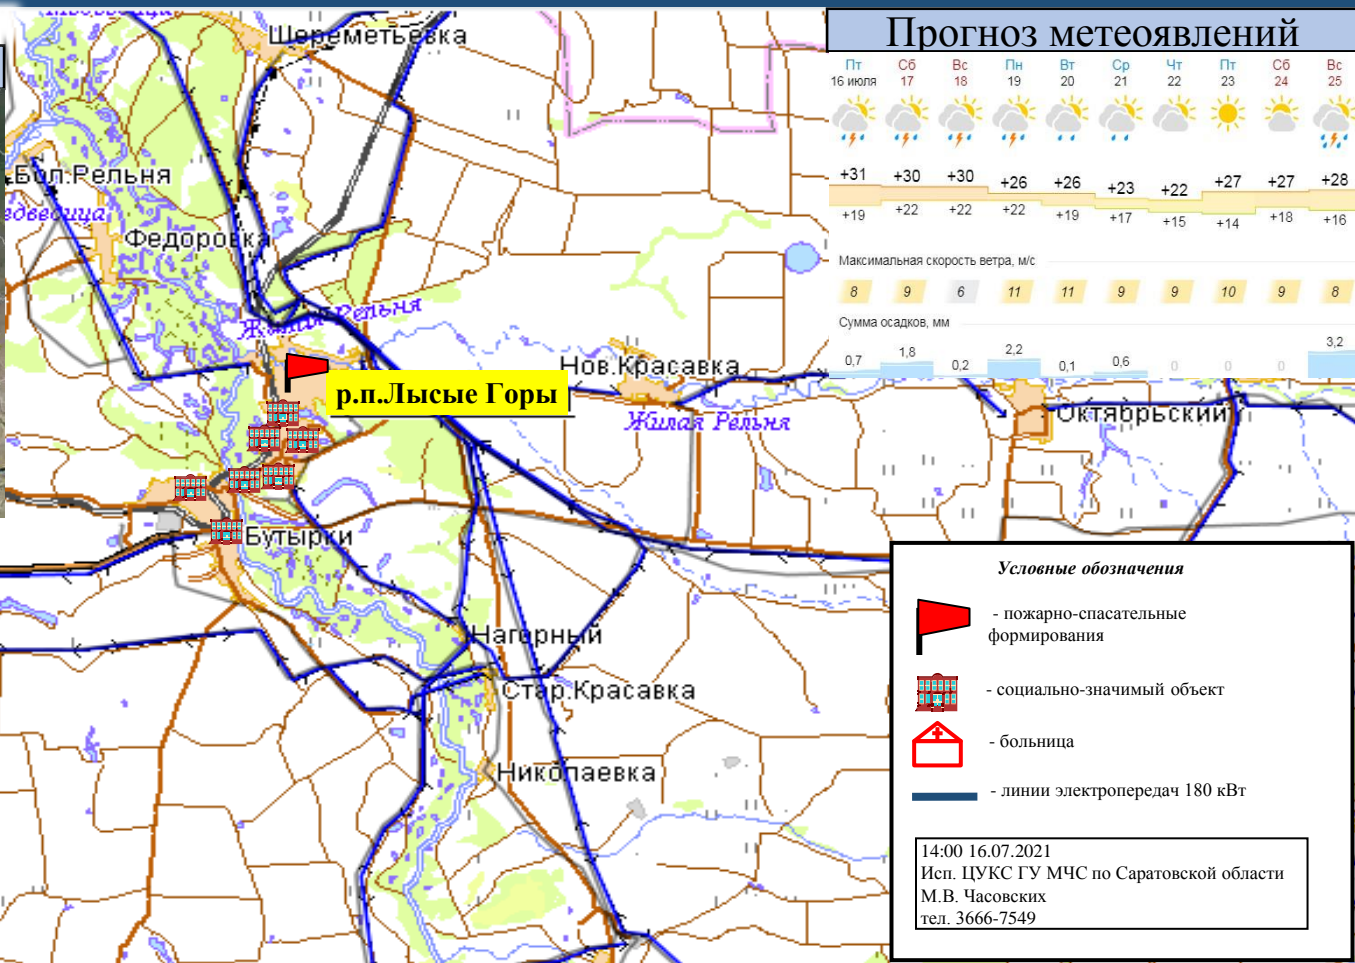 Шереметьевка
Бол.Рельня
Федоровка
Жилая Рельня
р.п.Лысые Горы
Нов.Красавка
Жилая Рельня
Октябрьский
Бутырки
Нагорный
Стар.Красавка
Николаевка
Прогноз метеоявлений
Пт Сб Вс Пн Вт Ср Чт Пт Сб Вс
16 июля 17 18 19 20 21 22 23 24 25
+31 +30 +30 +26 +26 +23 +22 +27 +27 +28
+19 +22 +22 +22 +19 +17 +15 +14 +18 +16
Максимальная скорость ветра, м/с
8 9 6 11 11 9 9 10 9 8
Сумма осадков, мм
0,7 1,8 0,2 2,2 0,1 0,6 0 0 0 3,2
Условные обозначения
- пожарно-спасательные
формирования
- социально-значимый объект
- больница
- линии электропередач 180 кВт
14:00 16.07.2021
Исп. ЦУКС ГУ МЧС по Саратовской области
М.В. Часовских
тел. 3666-7549